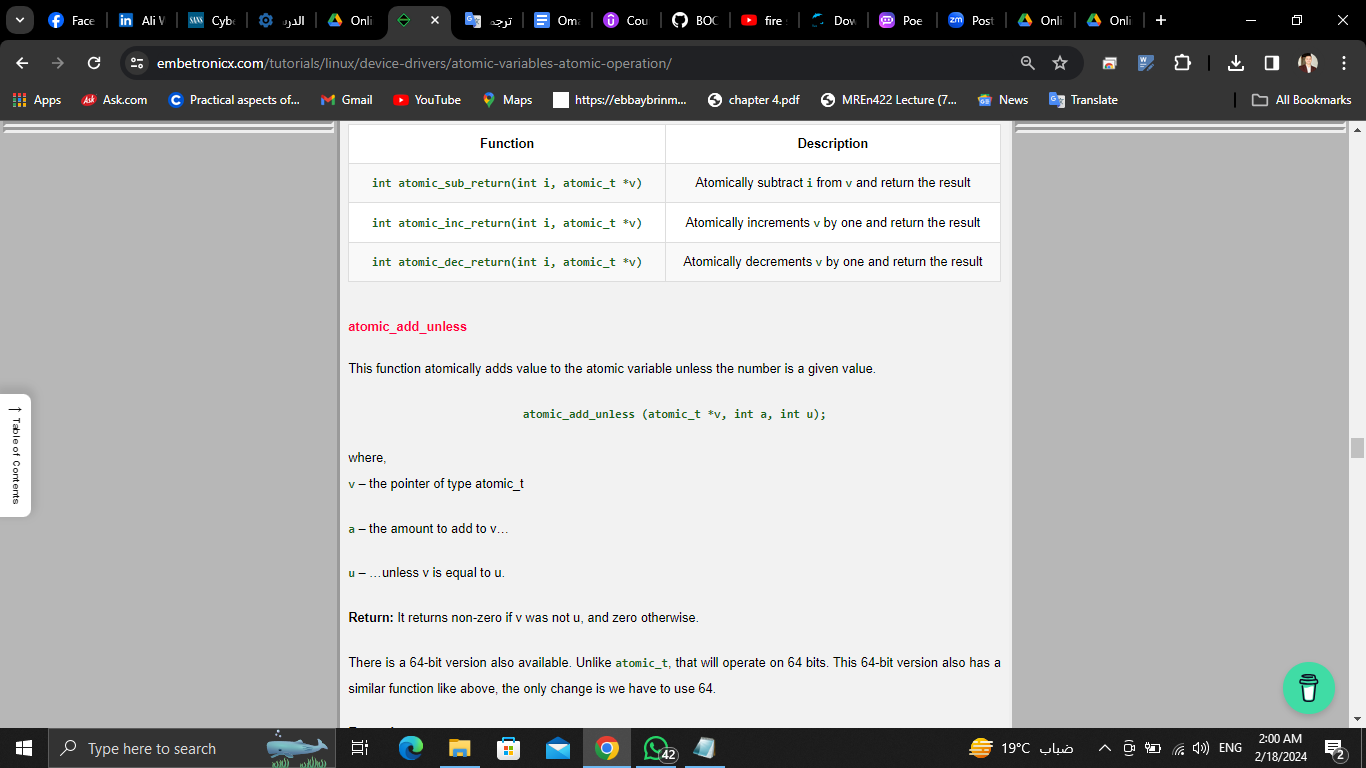 Face
Ali V
Cybe
الدرس
Onli
ترجمة
Oma
Cou
BOC
fire
Dow
Poe
Post
Onli
Onli
embetronicx.com/tutorials/linux/device-drivers/atomic-variables-atomic-operation/
Apps
Ask.com
Practical aspects of...
Gmail
YouTube
Maps
https://ebbaybrinm...
chapter 4.pdf
MREn422 Lecture (7...
News
Translate
All Bookmarks
Function Description
int atomic_sub_return(int i, atomic_t *v) Atomically subtract i from v and return the result
int atomic_inc_return(int i, atomic_t *v) Atomically increments v by one and return the result
int atomic_dec_return(int i, atomic_t *v) Atomically decrements v by one and return the result
atomic_add_unless
This function atomically adds value to the atomic variable unless the number is a given value.
atomic_add_unless (atomic_t *v, int a, int u);
→ Table of Contents
where,
v – the pointer of type atomic_t
a – the amount to add to v…
u – …unless v is equal to u.
Return: It returns non-zero if v was not u, and zero otherwise.
There is a 64-bit version also available. Unlike atomic_t, that will operate on 64 bits. This 64-bit version also has a
similar function like above, the only change is we have to use 64.
Type here to search
42
19°C ضباب
ENG
2:00 AM
2/18/2024
2